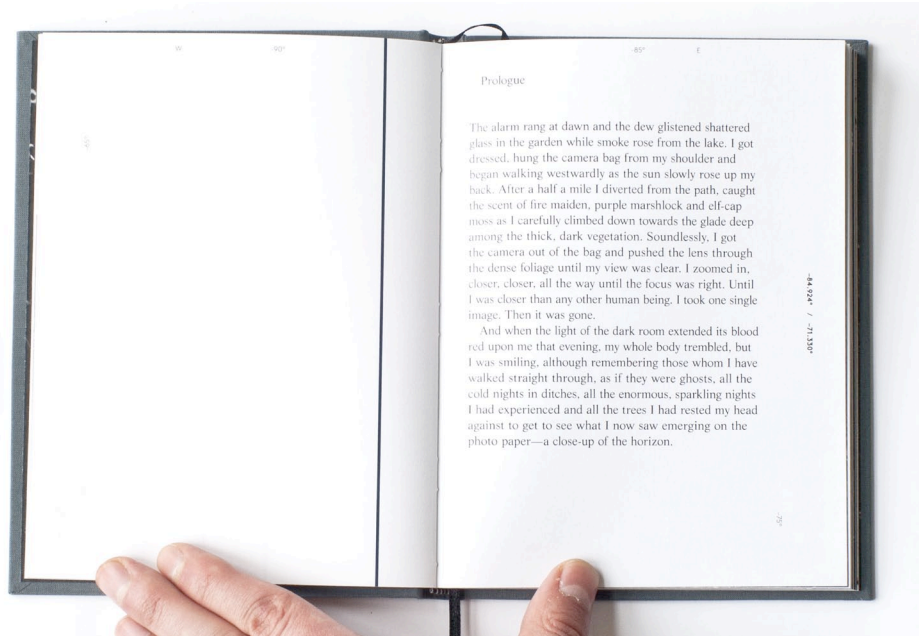 W -90°
-85° E
Prologue
The alarm rang at dawn and the dew glistened shattered
glass in the garden while smoke rose from the lake. I got
dressed, hung the camera bag from my shoulder and
began walking westwardly as the sun slowly rose up my
back. After a half a mile I diverted from the path, caught
the scent of fire maiden, purple marshlock and elf-cap
moss as I carefully climbed down towards the glade deep
among the thick, dark vegetation. Soundlessly, I got
the camera out of the bag and pushed the lens through
the dense foliage until my view was clear. I zoomed in,
closer, closer, all the way until the focus was right. Until
I was closer than any other human being. I took one single
image. Then it was gone.
And when the light of the dark room extended its blood
red upon me that evening, my whole body trembled, but
I was smiling, although remembering those whom I have
walked straight through, as if they were ghosts, all the
cold nights in ditches, all the enormous, sparkling nights
I had experienced and all the trees I had rested my head
against to get to see what I now saw emerging on the
photo paper—a close-up of the horizon.
-84.924° / -71.330°
-75°